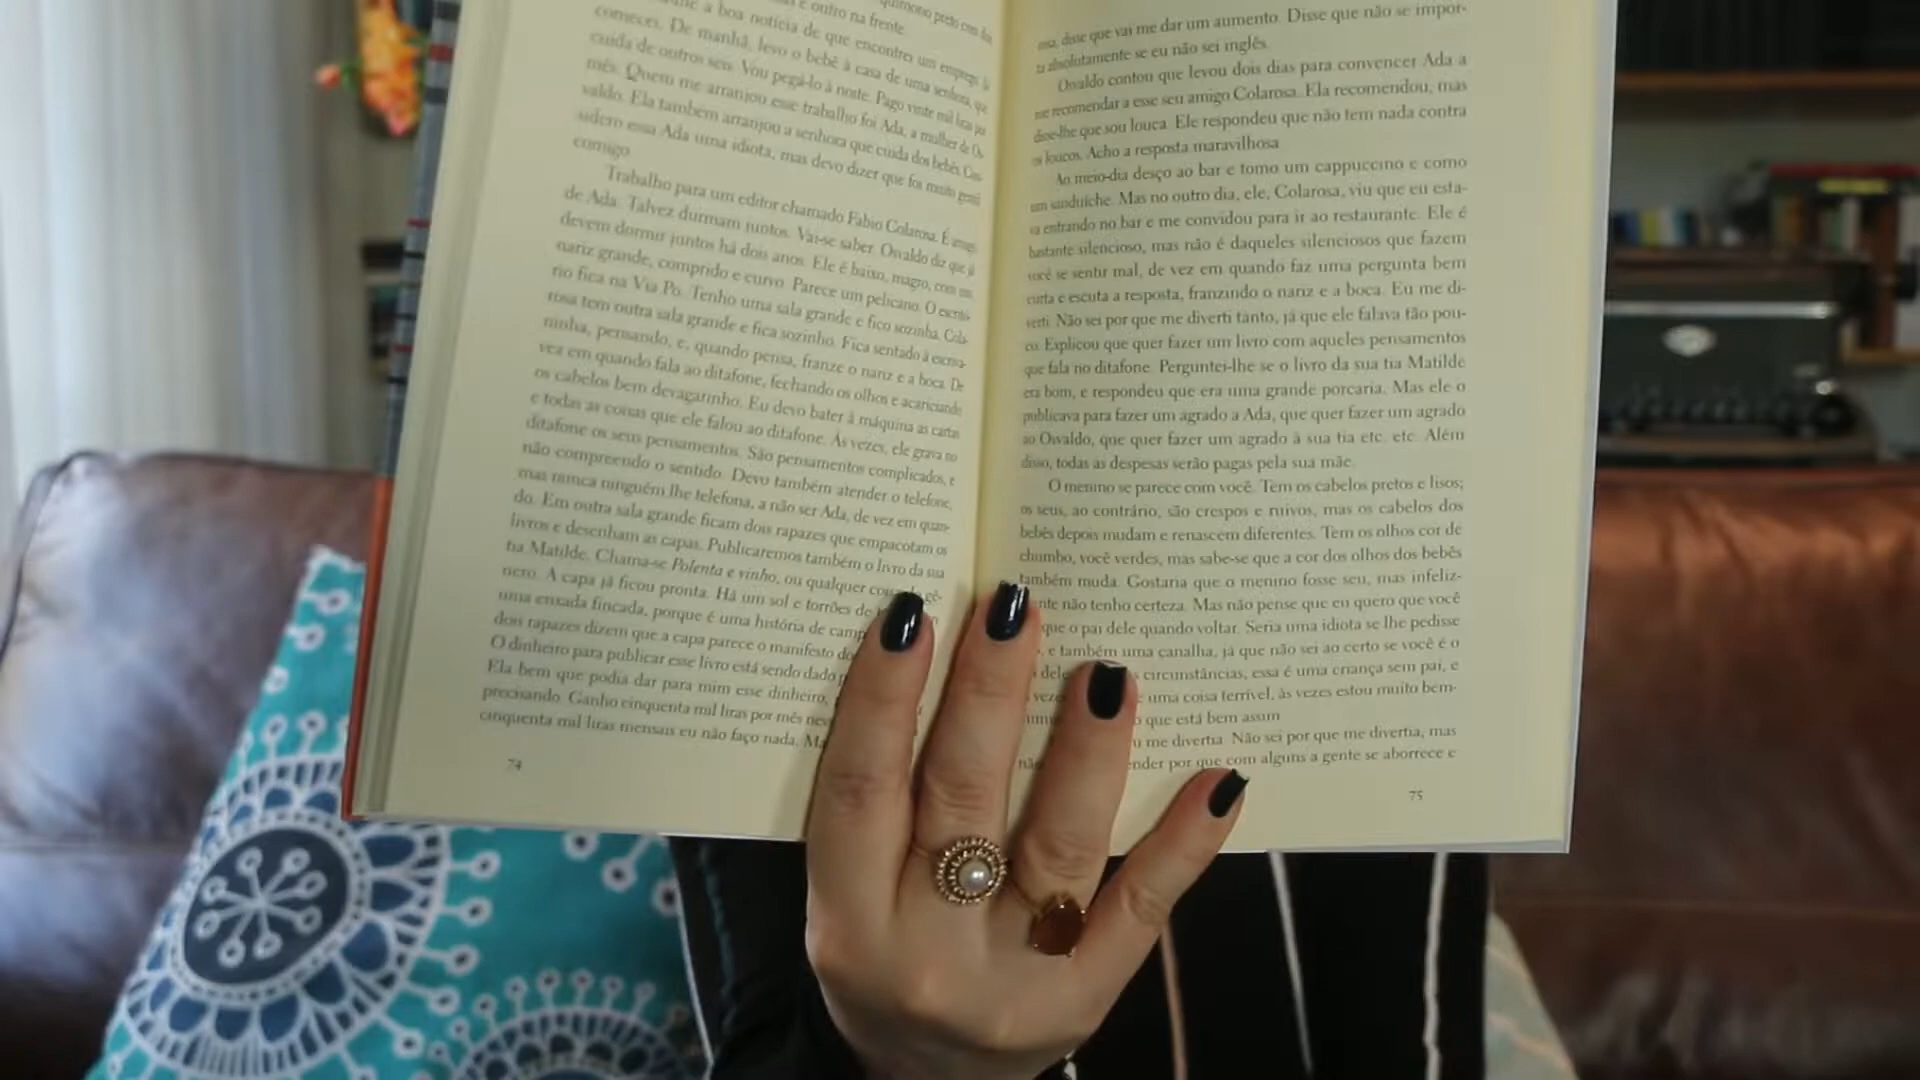 quimono preto com dois
e outro na frente.
a boa notícia de que encontrei um emprego. Já
comecei. De manhã, levo o bebê à casa de uma senhora, que
cuida de outros seis. Vou pegá-lo à noite. Pago vinte mil liras por
mês. Quem me arranjou esse trabalho foi Ada, a mulher de Os-
valdo. Ela também arranjou a senhora que cuida dos bebês. Con-
sidero essa Ada uma idiota, mas devo dizer que foi muito gentil
comigo.
Trabalho para um editor chamado Fabio Colarosa. É amigo
de Ada. Talvez durmam juntos. Vai-se saber. Osvaldo diz que já
devem dormir juntos há dois anos. Ele é baixo, magro, com um
nariz grande, comprido e curvo. Parece um pelicano. O escritó-
rio fica na Via Po. Tenho uma sala grande e fico sozinha. Cola-
rosa tem outra sala grande e fica sozinho. Fica sentado à escriva-
ninha, pensando, e, quando pensa, franze o nariz e a boca. De
vez em quando fala ao ditafone, fechando os olhos e acariciando
os cabelos bem devagarinho. Eu devo bater à máquina as cartas
e todas as coisas que ele falou ao ditafone. Às vezes, ele grava no
ditafone os seus pensamentos. São pensamentos complicados, e
não compreendo o sentido. Devo também atender o telefone,
mas nunca ninguém lhe telefona, a não ser Ada, de vez em quan-
do. Em outra sala grande ficam dois rapazes que empacotam os
livros e desenham as capas. Publicaremos também o livro da sua
tia Matilde. Chama-se Polenta e vinho, ou qualquer coisa do gê-
nero. A capa já ficou pronta. Há um sol e torrões de
uma enxada fincada, porque é uma história de camp
dois rapazes dizem que a capa parece o manifesto do
O dinheiro para publicar esse livro está sendo dado p
Ela bem que podia dar para mim esse dinheiro,
precisando. Ganho cinquenta mil liras por mês nes
cinquenta mil liras mensais eu não faço nada. Ma
74
rosa, disse que vai me dar um aumento. Disse que não se impor-
ta absolutamente se eu não sei inglês.
Osvaldo contou que levou dois dias para convencer Ada a
me recomendar a esse seu amigo Colarosa. Ela recomendou, mas
disse-lhe que sou louca. Ele respondeu que não tem nada contra
os loucos. Acho a resposta maravilhosa.
Ao meio-dia desço ao bar e tomo um cappuccino e como
um sanduíche. Mas no outro dia, ele, Colarosa, viu que eu esta-
va entrando no bar e me convidou para ir ao restaurante. Ele é
bastante silencioso, mas não é daqueles silenciosos que fazem
você se sentir mal, de vez em quando faz uma pergunta bem
curta e escuta a resposta, franzindo o nariz e a boca. Eu me di-
verti. Não sei por que me diverti tanto, já que ele falava tão pou-
co. Explicou que quer fazer um livro com aqueles pensamentos
que fala no ditafone. Perguntei-lhe se o livro da sua tia Matilde
era bom, e respondeu que era uma grande porcaria. Mas ele o
publicava para fazer um agrado a Ada, que quer fazer um agrado
ao Osvaldo, que quer fazer um agrado à sua tia etc. etc. Além
disso, todas as despesas serão pagas pela sua mãe.
O menino se parece com você. Tem os cabelos pretos e lisos;
os seus, ao contrário, são crespos e ruivos, mas os cabelos dos
bebês depois mudam e renascem diferentes. Tem os olhos cor de
chumbo, você verdes, mas sabe-se que a cor dos olhos dos bebês
também muda. Gostaria que o menino fosse seu, mas infeliz-
nte não tenho certeza. Mas não pense que eu quero que você
que o pai dele quando voltar. Seria uma idiota se lhe pedisse
, e também uma canalha, já que não sei ao certo se você é o
dele circunstâncias, essa é uma criança sem pai, e
vezes uma coisa terrível, às vezes estou muito bem-
que está bem assim.
u me divertia. Não sei por que me divertia, mas
nder por que com alguns a gente se aborrece e
75